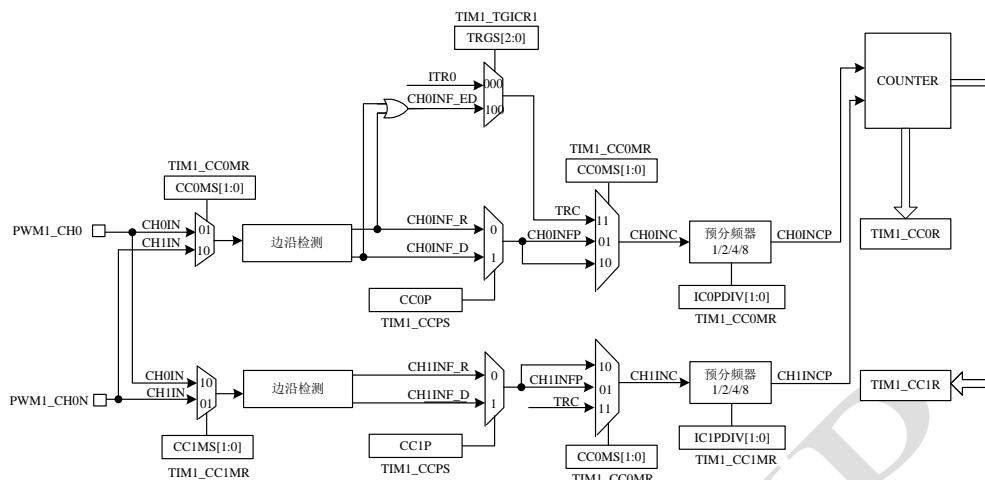 TIM1_TGICR1
TRGS[2:0]
ITR0
000
CH0INF_ED
100
COUNTER
TIM1_CC0MR
CC0MS[1:0]
TIM1_CC0MR
CC0MS[1:0]
PWM1_CH0
CH0IN
01
CH1IN
10
边沿检测
CH0INF_R
0
CH0INF_D
1
CH0INFP
TRC
11
01
10
CH0INC
预分频器
1/2/4/8
CH0INCP
TIM1_CC0R
CC0P
TIM1_CCPS
IC0PDIV[1:0]
TIM1_CC0MR
PWM1_CH0N
CH0IN
10
CH1IN
01
边沿检测
CH1INF_R
0
CH1INF_D
1
CH1INFP
10
01
TRC
11
CH1INC
预分频器
1/2/4/8
CH1INCP
TIM1_CC1R
CC1MS[1:0]
TIM1_CC1MR
CC1P
TIM1_CCPS
CC0MS[1:0]
TIM1_CC0MR
IC1PDIV[1:0]
TIM1_CC1MR